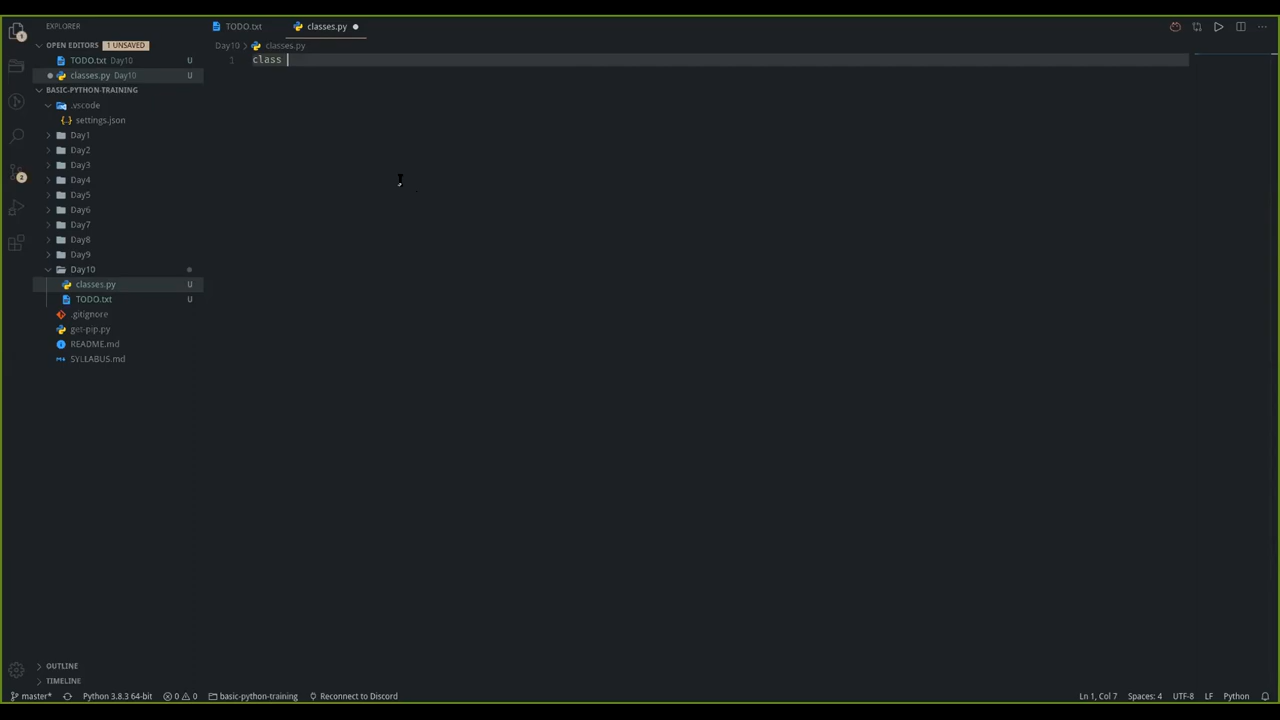 EXPLORER
TODO.txt
classes.py
OPEN EDITORS 1 UNSAVED
TODO.txt Day10 U
classes.py Day10 U
BASIC-PYTHON-TRAINING
.vscode
settings.json
Day1
Day2
Day3
Day4
Day5
Day6
Day7
Day8
Day9
Day10
classes.py U
TODO.txt U
.gitignore
get-pip.py
README.md
SYLLABUS.md
OUTLINE
TIMELINE
1
2
Day10 > classes.py
1 class
master* Python 3.8.3 64-bit 0 0 basic-python-training Reconnect to Discord Ln 1, Col 7 Spaces: 4 UTF-8 LF Python